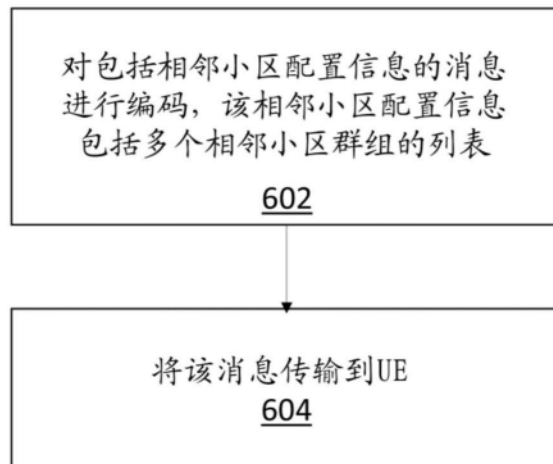 对包括相邻小区配置信息的消息
进行编码，该相邻小区配置信息
包括多个相邻小区群组的列表
602
将该消息传输到UE
604